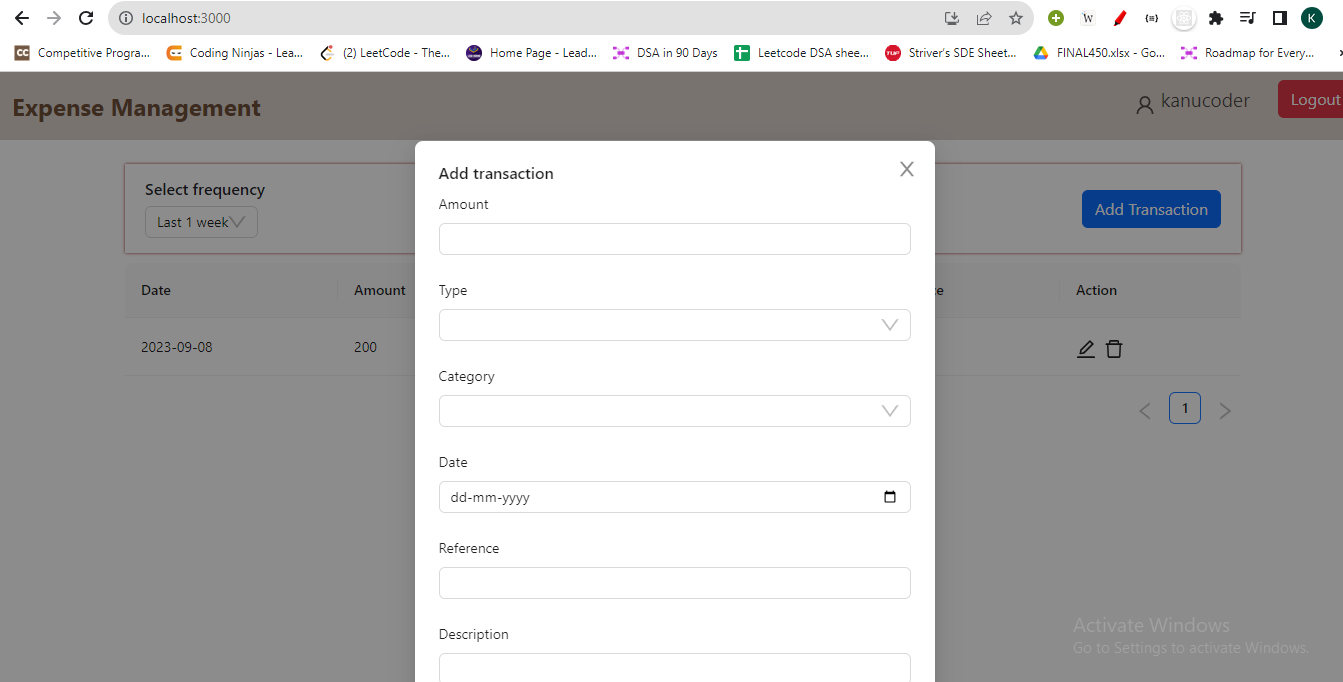 localhost:3000
W
K
CC Competitive Progra... Coding Ninjas - Lea... (2) LeetCode - The... Home Page - Lead... DSA in 90 Days Leetcode DSA shee... TUF Striver's SDE Sheet... FINAL450.xlsx - Go... Roadmap for Every...
Expense Management
kanucoder
Logout
Add transaction
Select frequency
Last 1 week
Add Transaction
Amount
Type
Date Amount Action
2023-09-08 200
Category
1
Date
dd-mm-yyyy
Reference
Description
Activate Windows
Go to Settings to activate Windows.